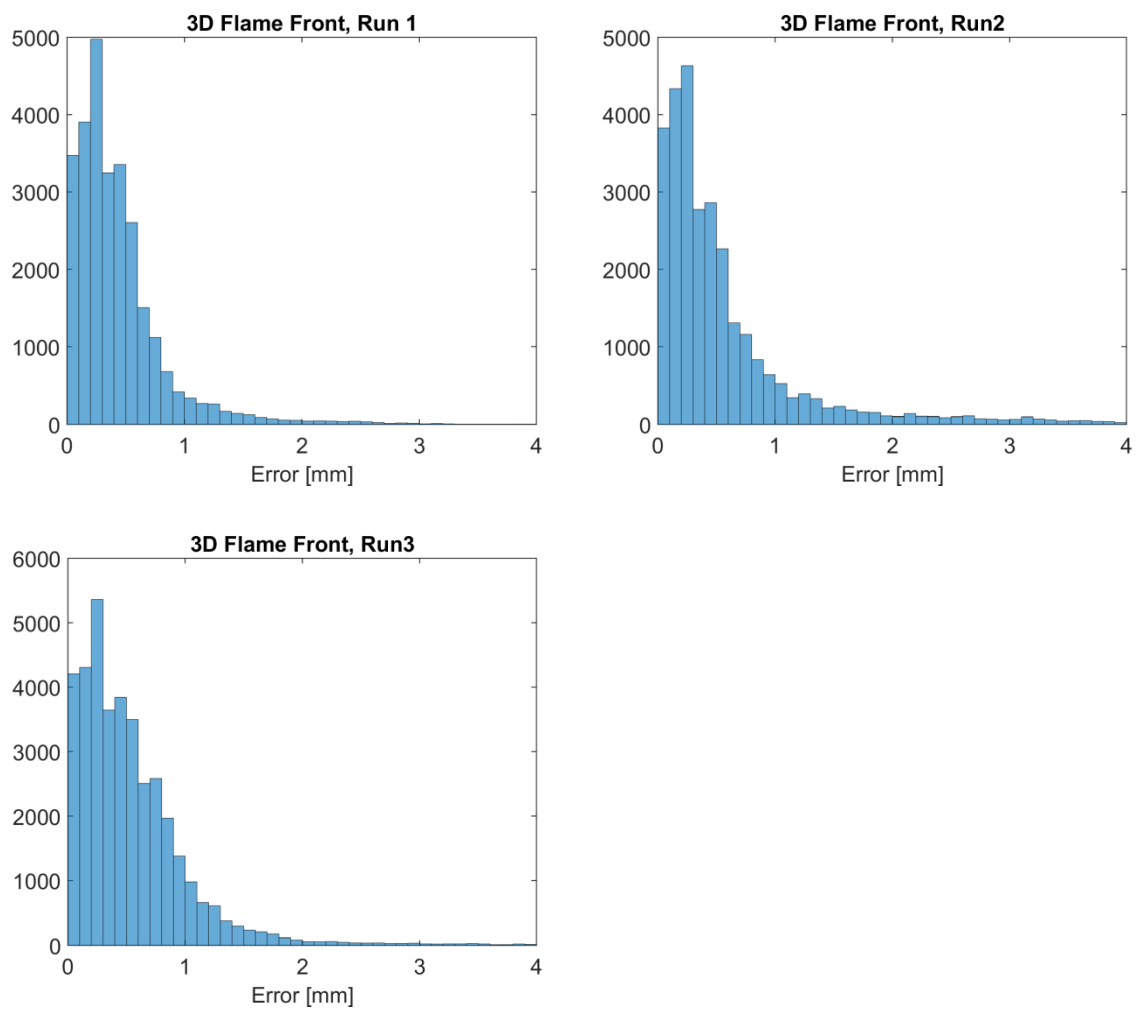 3D Flame Front, Run 1
5000
4000
3000
2000
1000
0
0 1 2 3 4
Error [mm]
3D Flame Front, Run2
5000
4000
3000
2000
1000
0
0 1 2 3 4
Error [mm]
3D Flame Front, Run3
6000
5000
4000
3000
2000
1000
0
0 1 2 3 4
Error [mm]